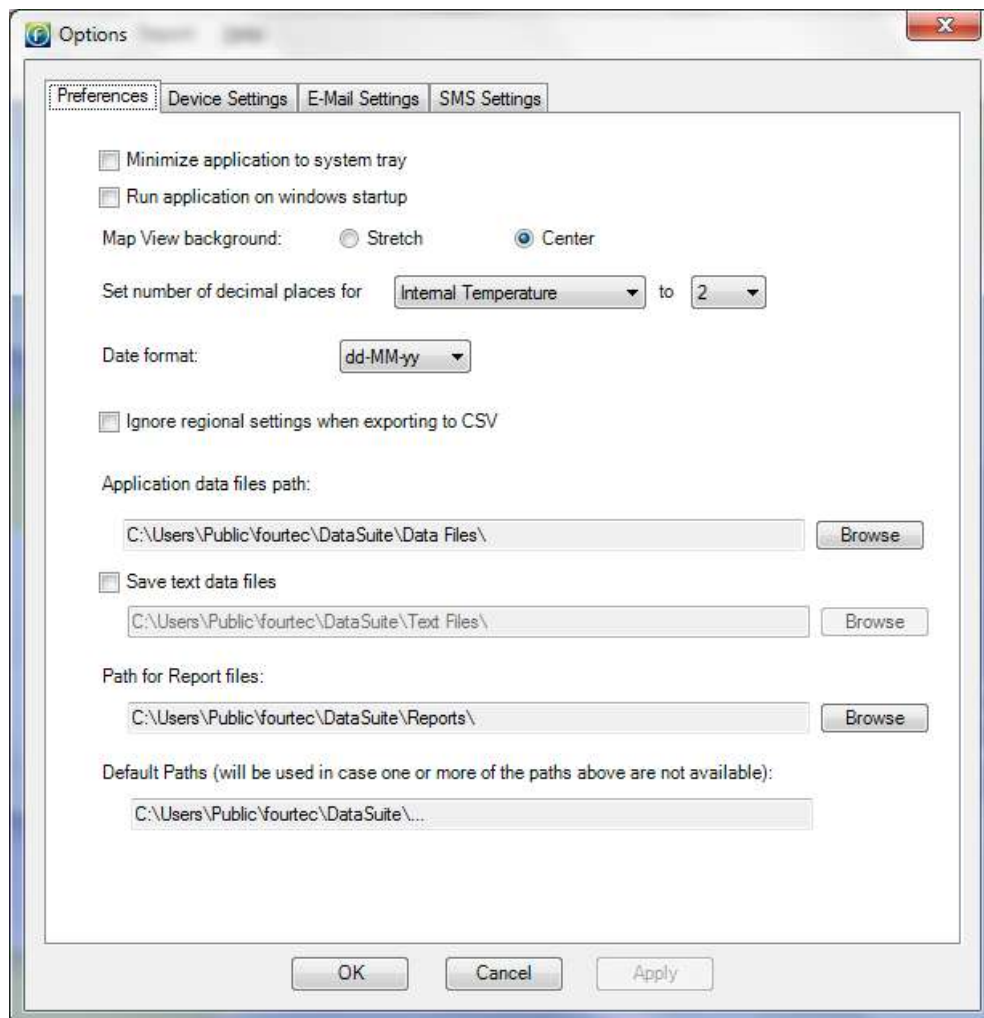 Options
Preferences Device Settings E-Mail Settings SMS Settings
Minimize application to system tray
Run application on windows startup
Map View background: Stretch Center
Set number of decimal places for Internal Temperature to 2
Date format: dd-MM-yy
Ignore regional settings when exporting to CSV
Application data files path:
C:\Users\Public\fourtec\DataSuite\Data Files\ Browse
Save text data files
C:\Users\Public\fourtec\DataSuite\Text Files\ Browse
Path for Report files:
C:\Users\Public\fourtec\DataSuite\Reports\ Browse
Default Paths (will be used in case one or more of the paths above are not available):
C:\Users\Public\fourtec\DataSuite\...
OK Cancel Apply